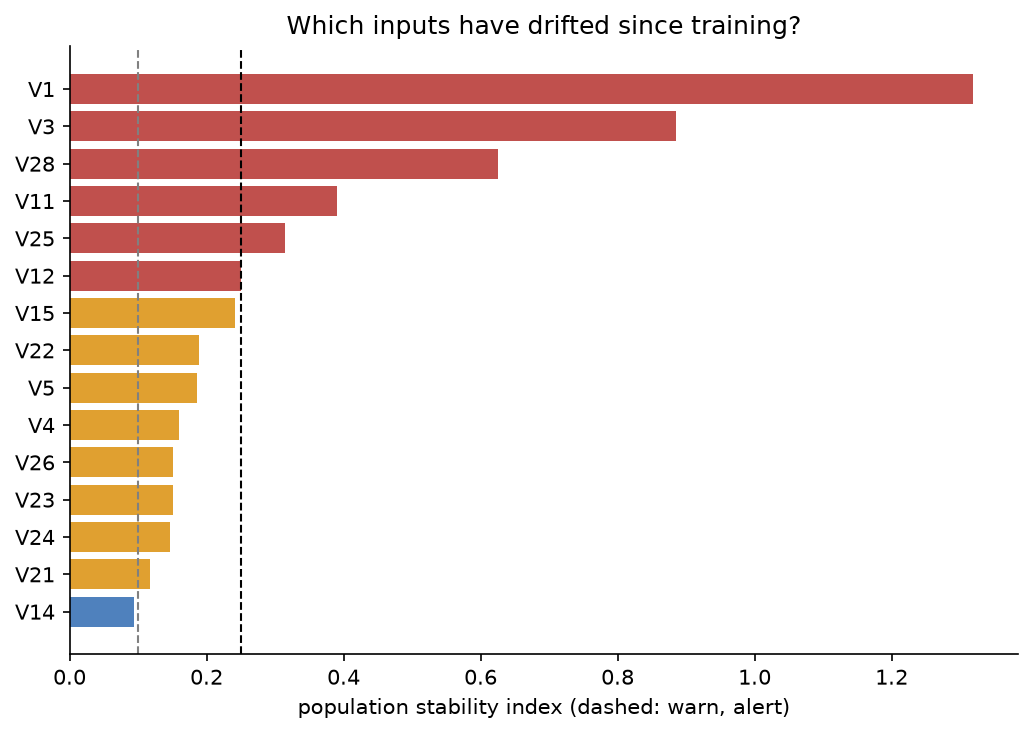 Which inputs have drifted since training?
V1
V3
V28
V11
V25
V12
V15
V22
V5
V4
V26
V23
V24
V21
V14
0.0 0.2 0.4 0.6 0.8 1.0 1.2
population stability index (dashed: warn, alert)